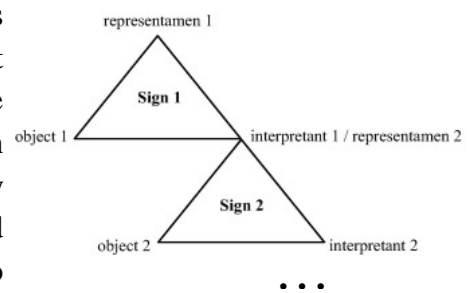 representamen 1
Sign 1
object 1
interpretant 1 / representamen 2
Sign 2
object 2
interpretant 2
...